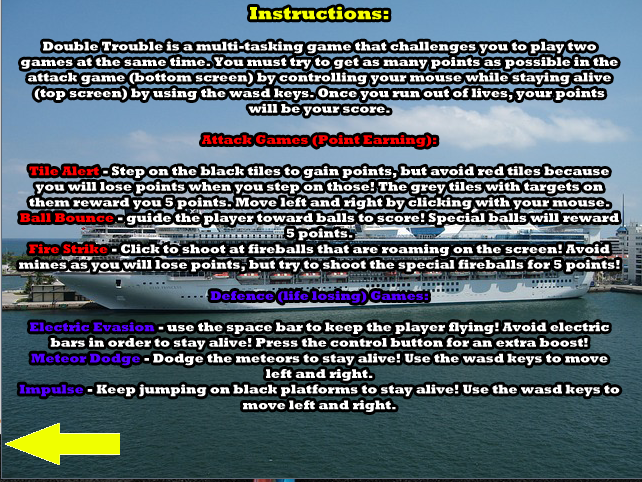 Instructions:
Double Trouble is a multi-tasking game that challenges you to play two
games at the same time. You must try to get as many points as possible in the
attack game (bottom screen) by controlling your mouse while staying alive
(top screen) by using the wasd keys. Once you run out of lives, your points
will be your score.
Attack Games (Point Earning):
Tile Alert - Step on the black tiles to gain points, but avoid red tiles because
you will lose points when you step on those! The grey tiles with targets on
them reward you 5 points. Move left and right by clicking with your mouse.
Ball Bounce - guide the player toward balls to score! Special balls will reward
5 points.
Fire Strike - Click to shoot at fireballs that are roaming on the screen! Avoid
mines as you will lose points, but try to shoot the special fireballs for 5 points!
Defence (life losing) Games:
Electric Evasion - use the space bar to keep the player flying! Avoid electric
bars in order to stay alive! Press the control button for an extra boost!
Meteor Dodge - Dodge the meteors to stay alive! Use the wasd keys to move
left and right.
Impulse - Keep jumping on black platforms to stay alive! Use the wasd keys to
move left and right.